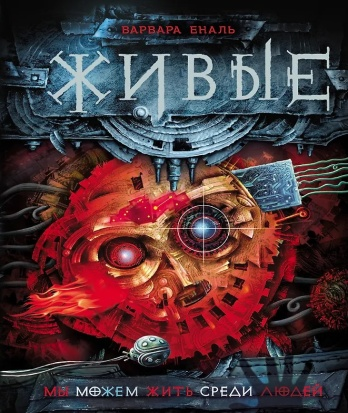 ВАРВАРА ЕНАЛЬ
ЖИВЫЕ
МЫ МОЖЕМ ЖИТЬ СРЕДИ ЛЮДЕЙ